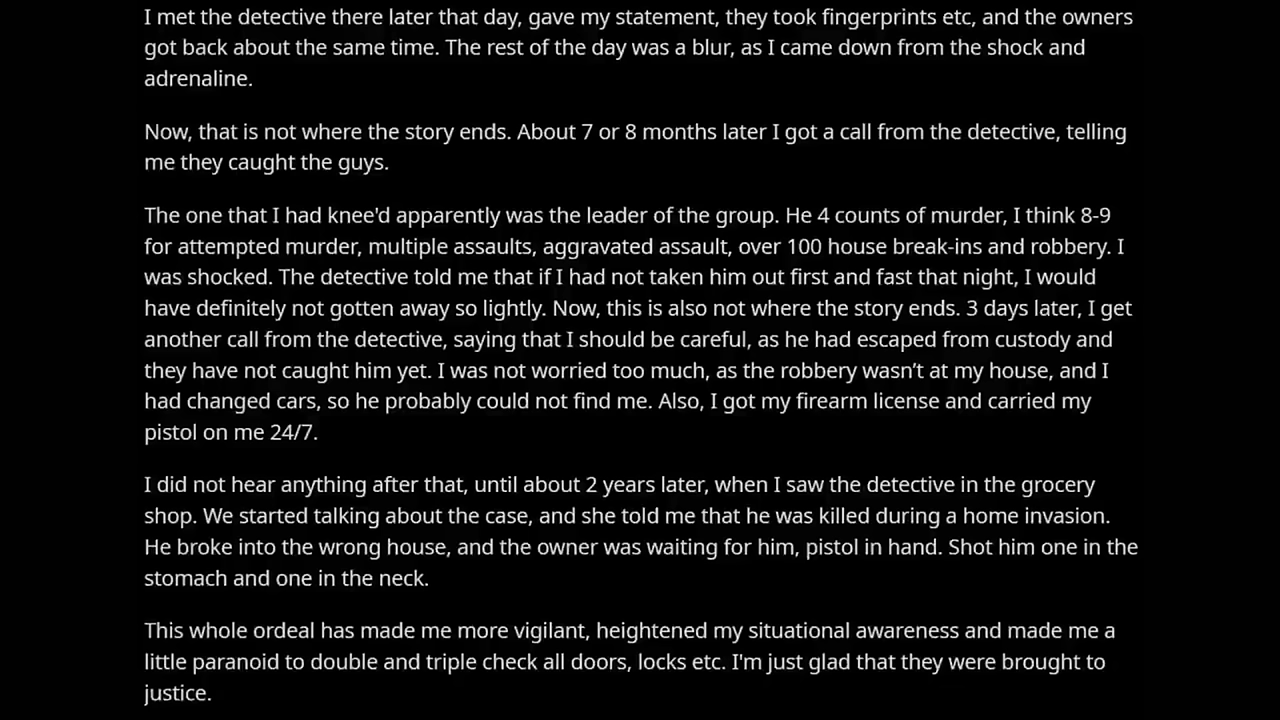 I met the detective there later that day, gave my statement, they took fingerprints etc, and the owners
got back about the same time. The rest of the day was a blur, as I came down from the shock and
adrenaline.
Now, that is not where the story ends. About 7 or 8 months later I got a call from the detective, telling
me they caught the guys.
The one that I had knee'd apparently was the leader of the group. He 4 counts of murder, I think 8-9
for attempted murder, multiple assaults, aggravated assault, over 100 house break-ins and robbery. I
was shocked. The detective told me that if I had not taken him out first and fast that night, I would
have definitely not gotten away so lightly. Now, this is also not where the story ends. 3 days later, I get
another call from the detective, saying that I should be careful, as he had escaped from custody and
they have not caught him yet. I was not worried too much, as the robbery wasn’t at my house, and I
had changed cars, so he probably could not find me. Also, I got my firearm license and carried my
pistol on me 24/7.
I did not hear anything after that, until about 2 years later, when I saw the detective in the grocery
shop. We started talking about the case, and she told me that he was killed during a home invasion.
He broke into the wrong house, and the owner was waiting for him, pistol in hand. Shot him one in the
stomach and one in the neck.
This whole ordeal has made me more vigilant, heightened my situational awareness and made me a
little paranoid to double and triple check all doors, locks etc. I'm just glad that they were brought to
justice.